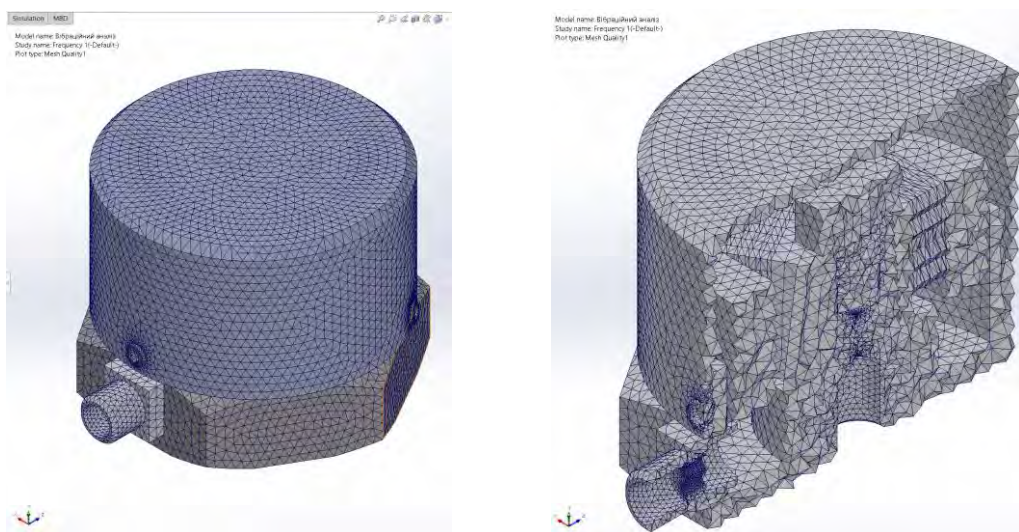 Simulation MBD
Model name: Вібраційний аналіз
Study name: Frequency 1(-Default-)
Plot type: Mesh Quality1
Model name: Вібраційний аналіз
Study name: Frequency 1(-Default-)
Plot type: Mesh Quality1